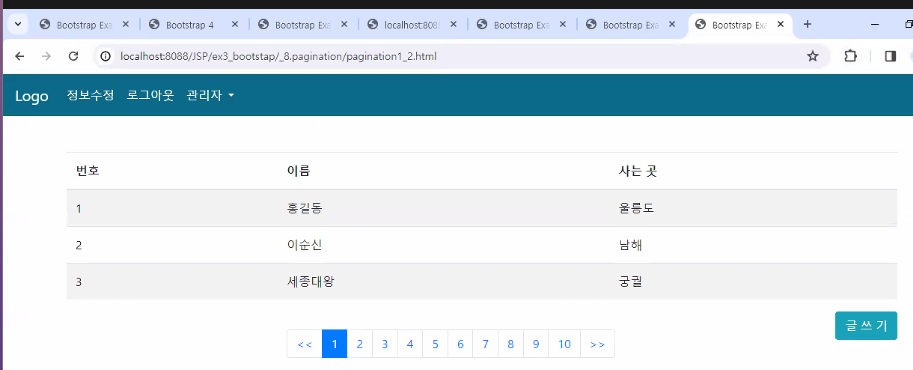 Bootstrap Exa
Bootstrap 4
Bootstrap Exa
localhost:808
Bootstrap Exa
Bootstrap Exa
Bootstrap Exa
localhost:8088/JSP/ex3_bootstap/_8.pagination/pagination1_2.html
Logo 정보수정 로그아웃 관리자
번호 이름 사는 곳
1 홍길동 울릉도
2 이순신 남해
3 세종대왕 궁궐
글 쓰 기
<< 1 2 3 4 5 6 7 8 9 10 >>